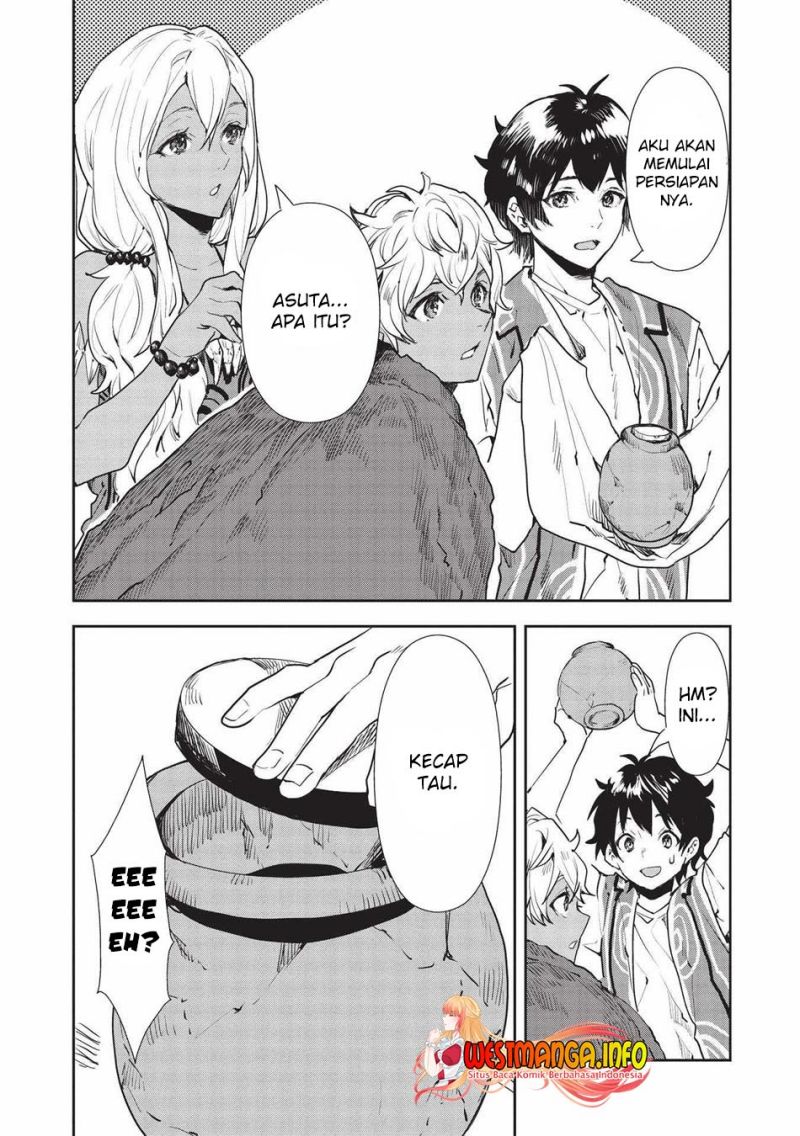 AKU AKAN
MEMULAI
PERSIAPAN
NYA.
ASUTA...
APA ITU?
HM?
INI...
KECAP
TAU.
EEE
EEE
EH?
WESTMANGA.INFO
Situs Baca Komik Berbahasa Indonesia